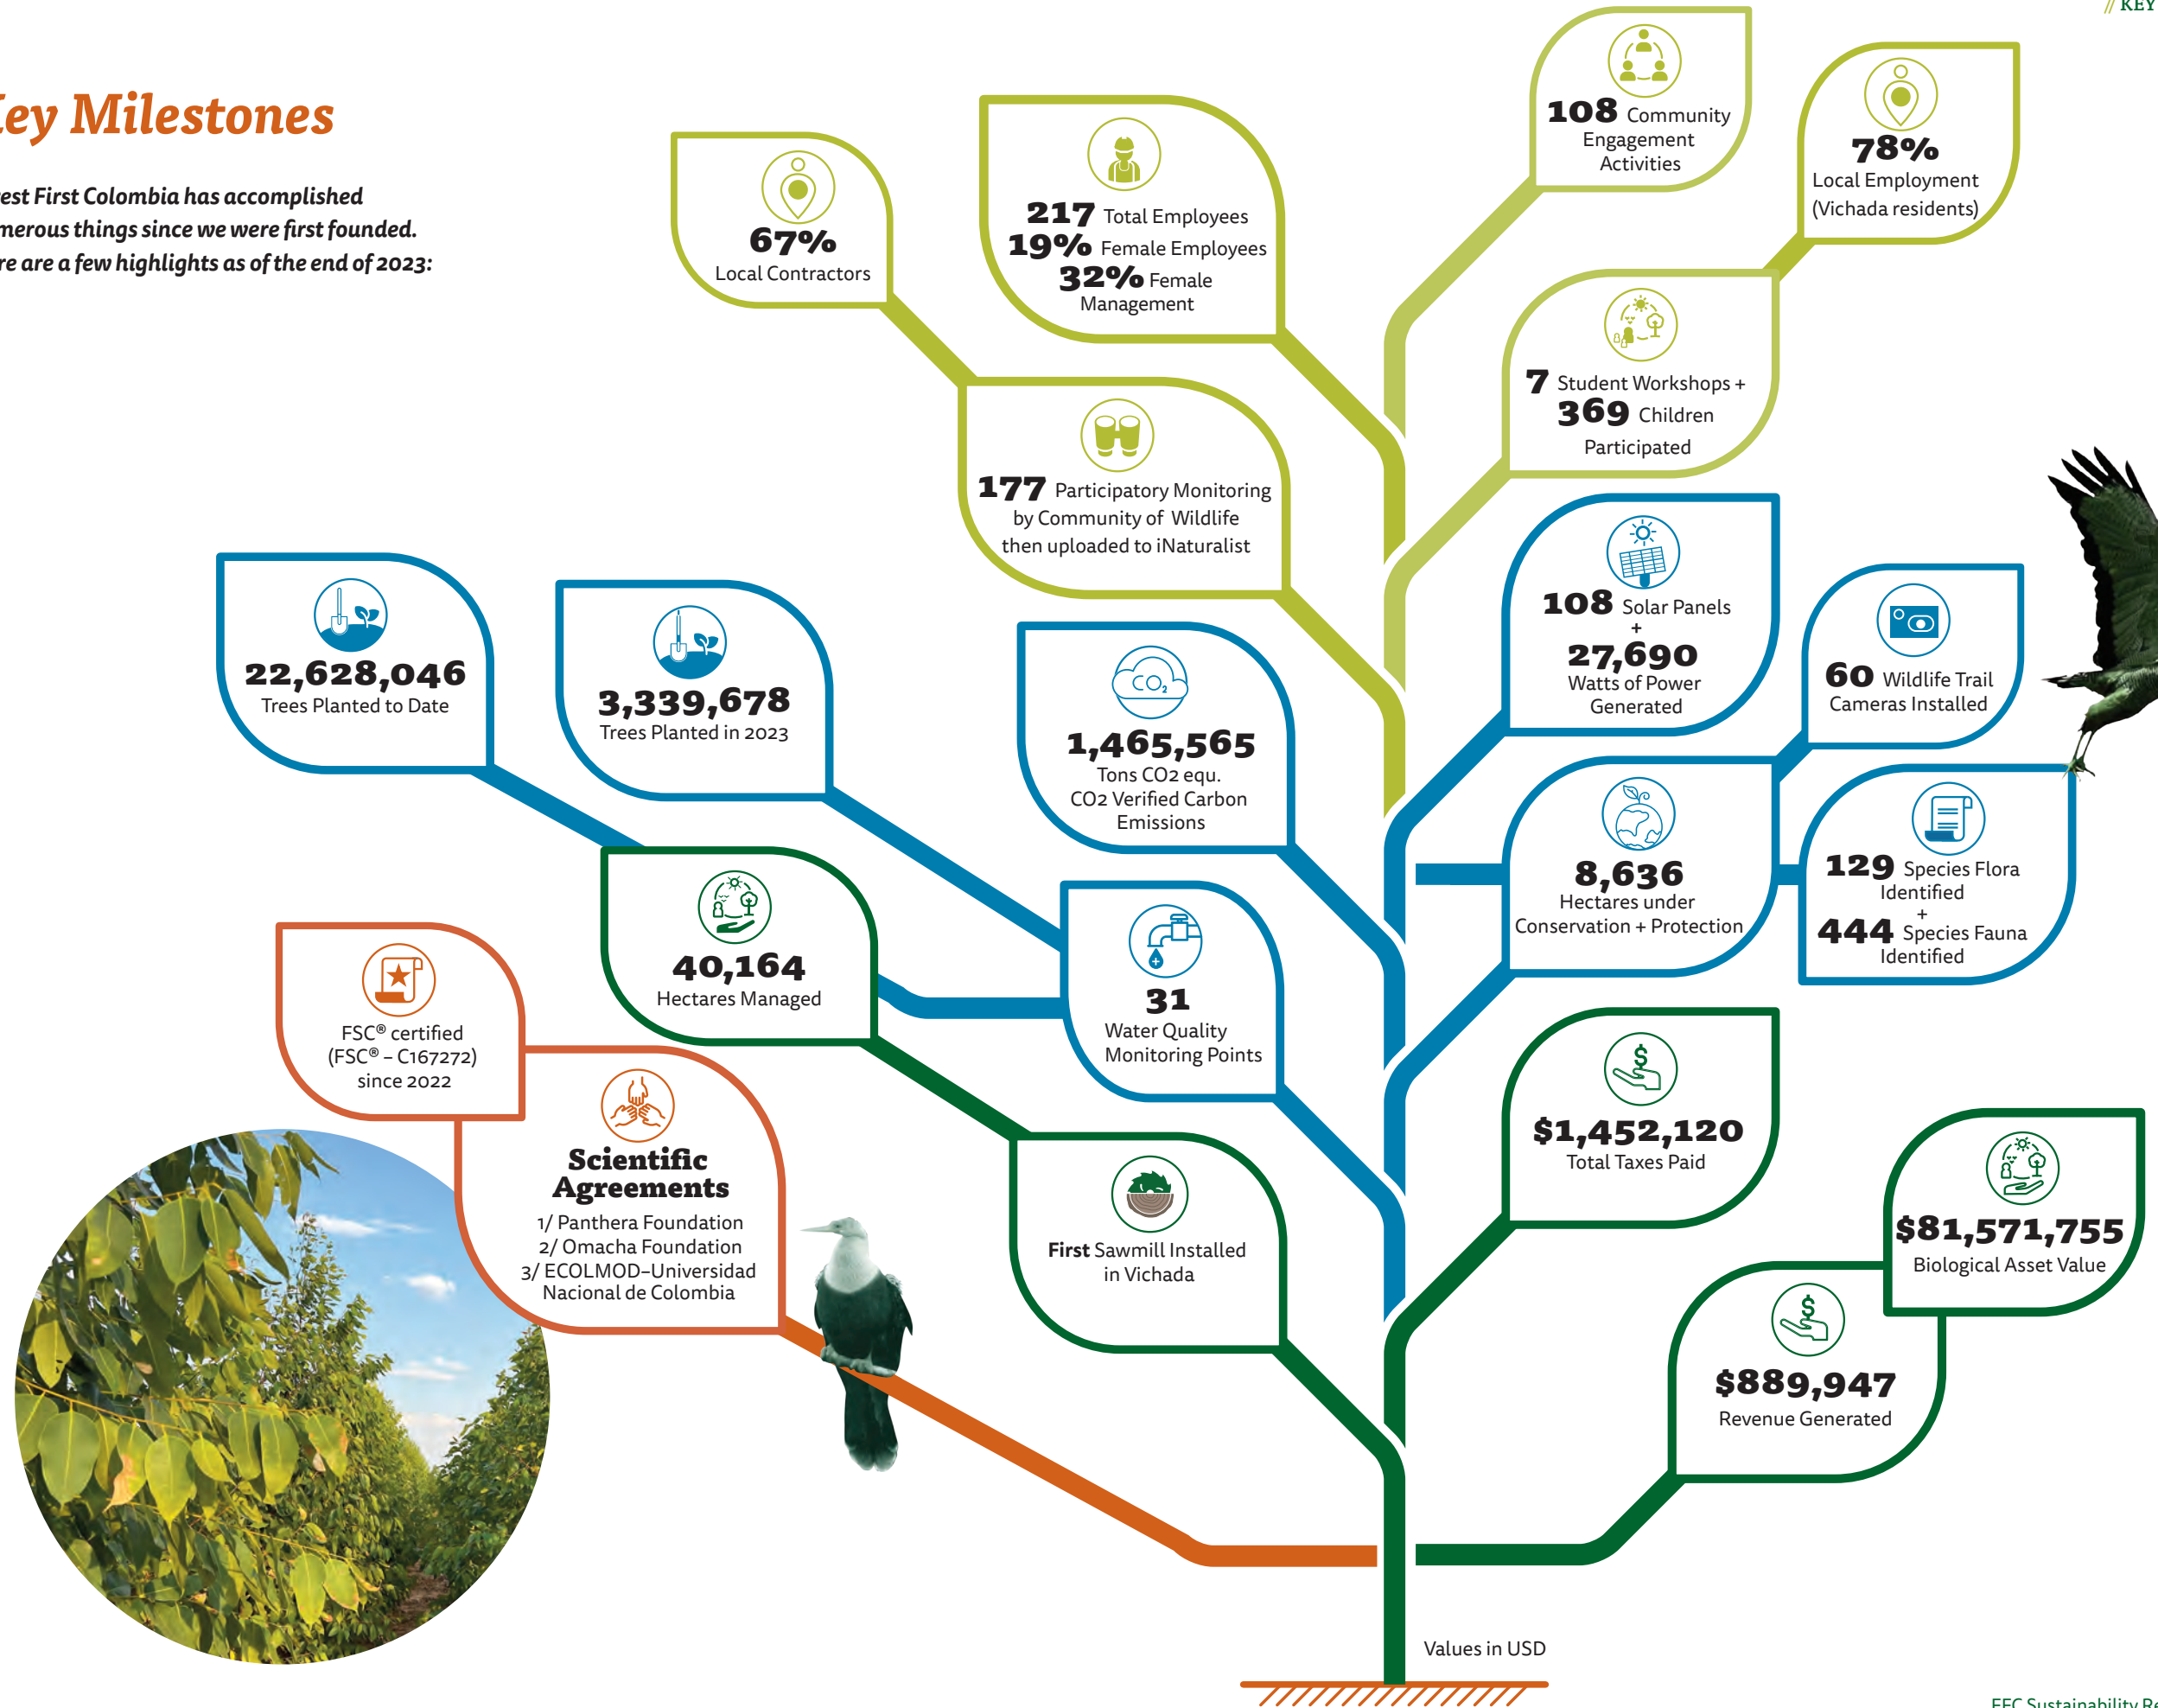 // KEY
ey Milestones
est First Colombia has accomplished
merous things since we were first founded.
re are a few highlights as of the end of 2023:
67%
Local Contractors
217 Total Employees
19% Female Employees
32% Female
Management
108 Community
Engagement
Activities
78%
Local Employment
(Vichada residents)
7 Student Workshops +
369 Children
Participated
177 Participatory Monitoring
by Community of Wildlife
then uploaded to iNaturalist
22,628,046
Trees Planted to Date
3,339,678
Trees Planted in 2023
CO₂
1,465,565
Tons CO2 equ.
CO2 Verified Carbon
Emissions
108 Solar Panels
+
27,690
Watts of Power
Generated
60 Wildlife Trail
Cameras Installed
8,636
Hectares under
Conservation + Protection
129 Species Flora
Identified
+
444 Species Fauna
Identified
40,164
Hectares Managed
31
Water Quality
Monitoring Points
FSC® certified
(FSC® – C167272)
since 2022
Scientific
Agreements
1/ Panthera Foundation
2/ Omacha Foundation
3/ ECOLMOD–Universidad
Nacional de Colombia
First Sawmill Installed
in Vichada
$
$1,452,120
Total Taxes Paid
$81,571,755
Biological Asset Value
$
$889,947
Revenue Generated
Values in USD